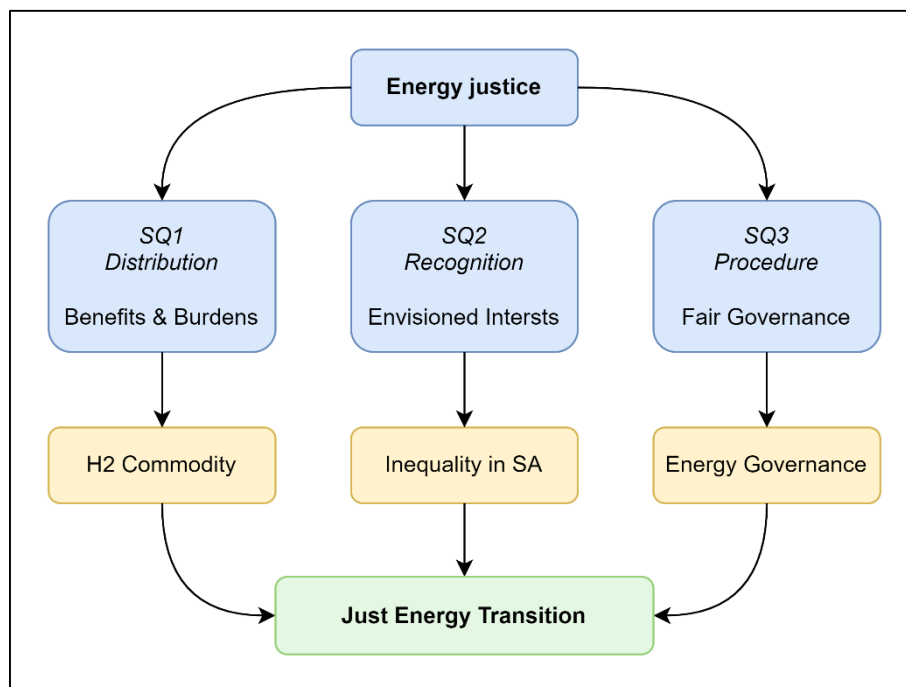 Energy justice
SQ1
Distribution
Benefits & Burdens
SQ2
Recognition
Envisioned Intersts
SQ3
Procedure
Fair Governance
H2 Commodity
Inequality in SA
Energy Governance
Just Energy Transition